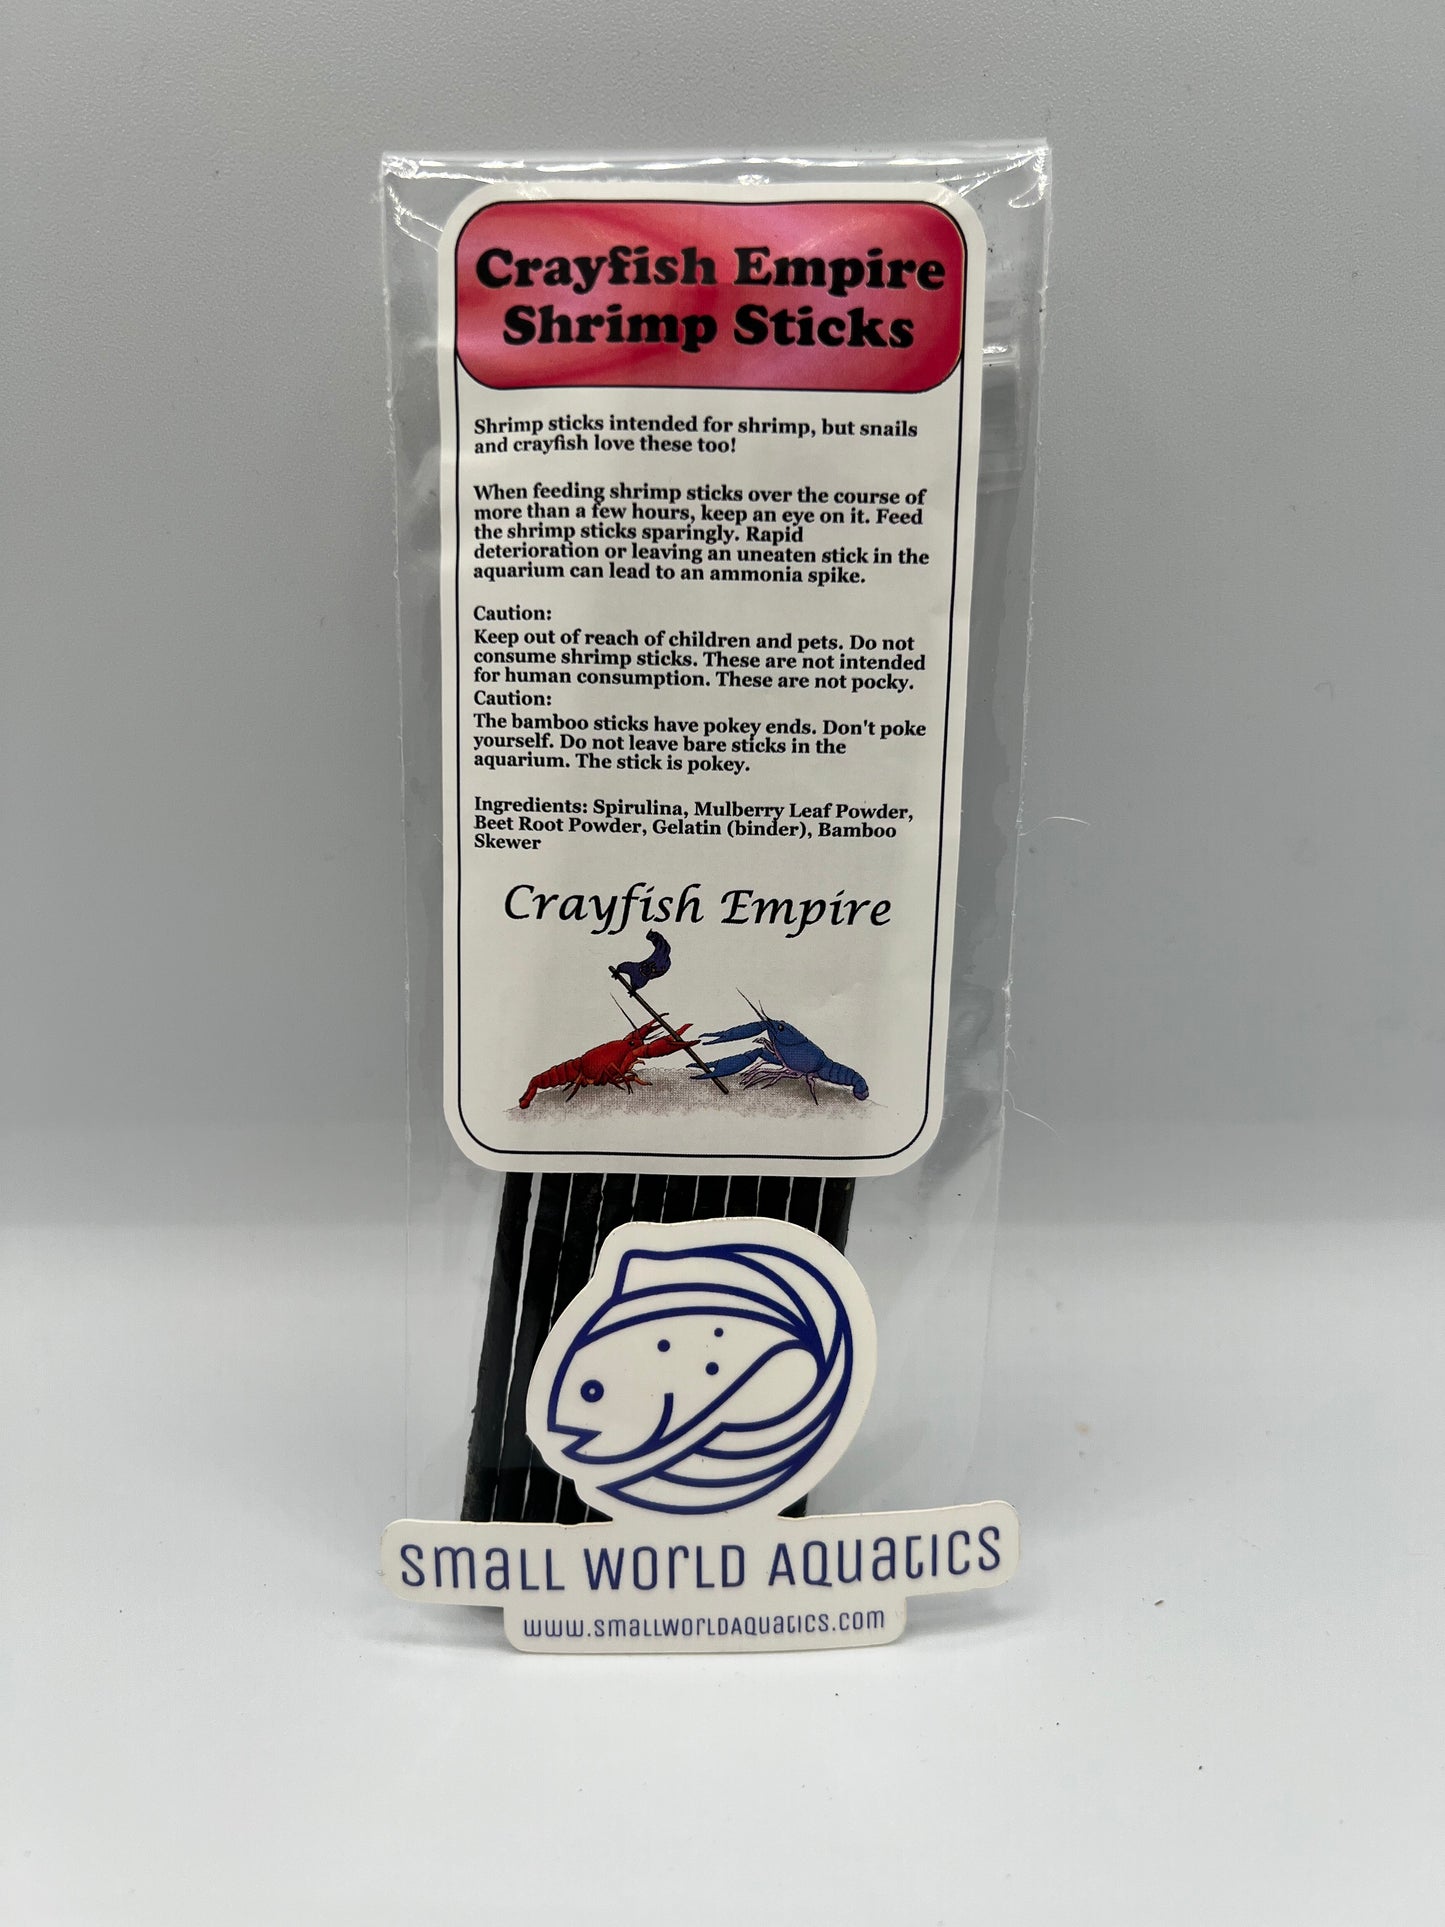 Crayfish Empire
Shrimp Sticks
Shrimp sticks intended for shrimp, but snails
and crayfish love these too!
When feeding shrimp sticks over the course of
more than a few hours, keep an eye on it. Feed
the shrimp sticks sparingly. Rapid
deterioration or leaving an uneaten stick in the
aquarium can lead to an ammonia spike.
Caution:
Keep out of reach of children and pets. Do not
consume shrimp sticks. These are not intended
for human consumption. These are not pocky.
Caution:
The bamboo sticks have pokey ends. Don't poke
yourself. Do not leave bare sticks in the
aquarium. The stick is pokey.
Ingredients: Spirulina, Mulberry Leaf Powder,
Beet Root Powder, Gelatin (binder), Bamboo
Skewer
Crayfish Empire
SMALL WORLD AQUATICS
WWW.SMALLWORLDAQUATICS.COM